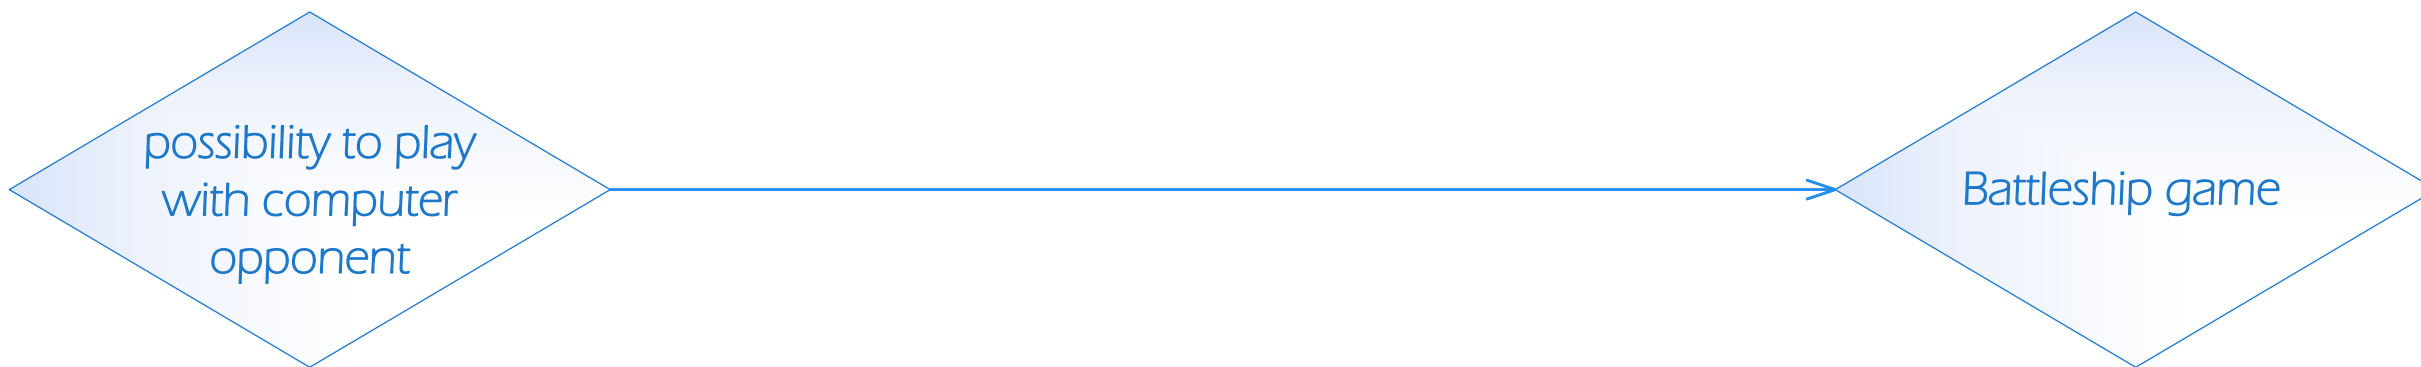 possibility to play
with computer
opponent
Battleship game